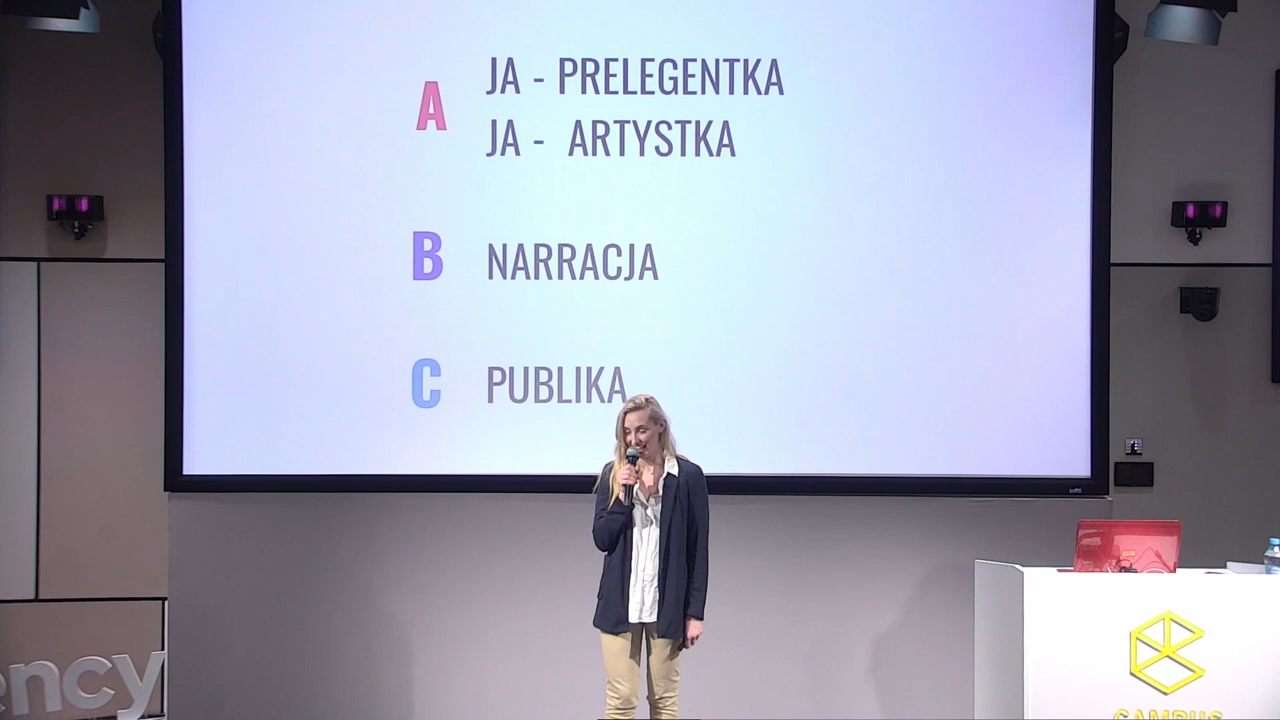 A
JA - PRELEGENTKA
JA - ARTYSTKA
B
NARRACJA
C
PUBLIKA
ency
CAMPUS